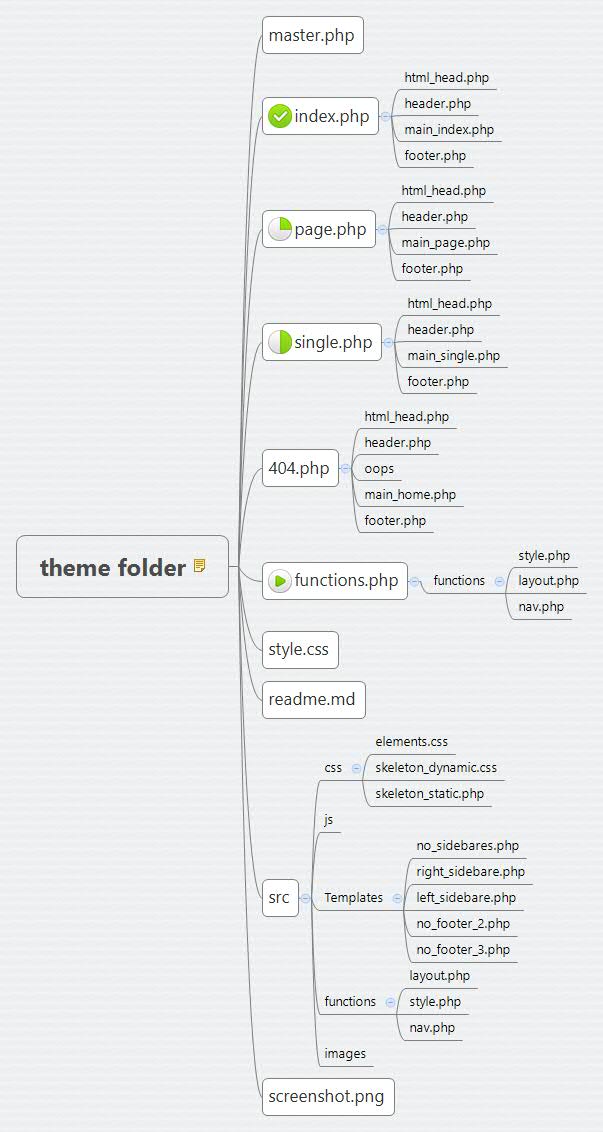 master.php
index.php
html_head.php
header.php
main_index.php
footer.php
page.php
html_head.php
header.php
main_page.php
footer.php
single.php
html_head.php
header.php
main_single.php
footer.php
404.php
html_head.php
header.php
oops
main_home.php
footer.php
theme folder
functions.php
functions
style.php
layout.php
nav.php
style.css
readme.md
src
css
elements.css
skeleton_dynamic.css
skeleton_static.php
js
Templates
no_sidebares.php
right_sidebare.php
left_sidebare.php
no_footer_2.php
no_footer_3.php
functions
layout.php
style.php
nav.php
images
screenshot.png